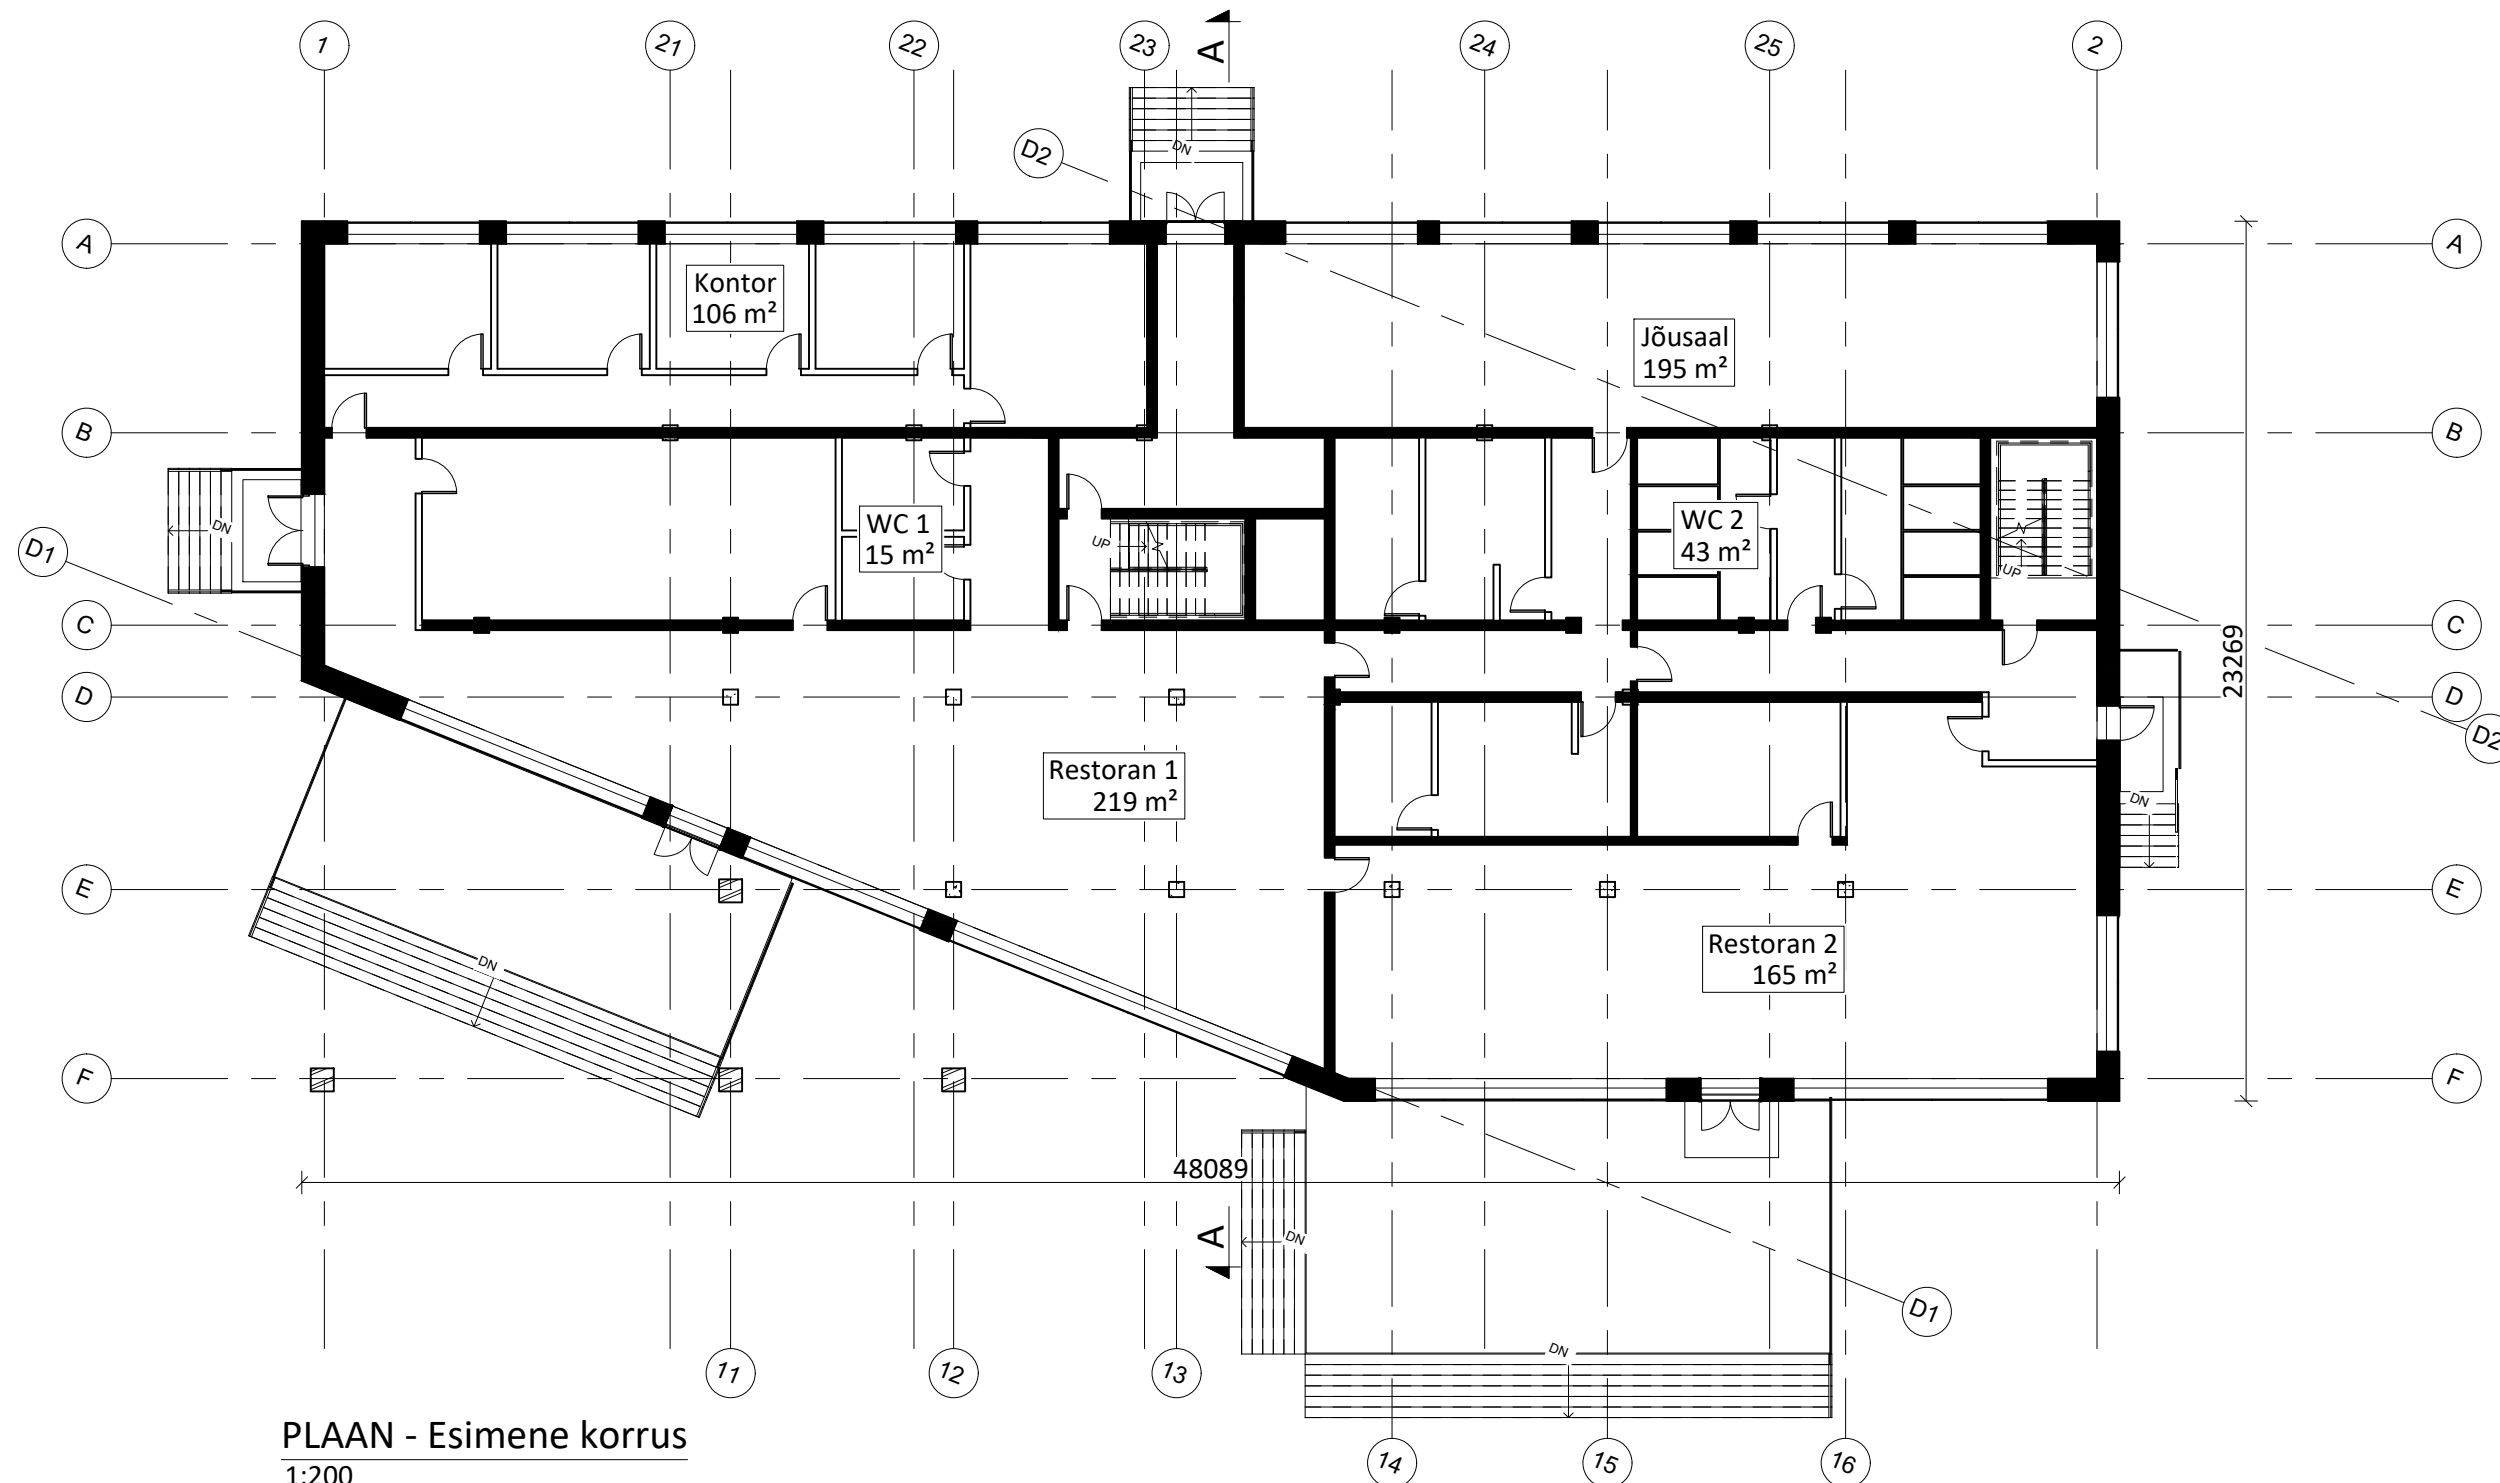 1
21
22
23
A
24
25
2
D2
DN
A
A
Kontor
106 m²
Jõusaal
195 m²
B
B
DN
WC 1
15 m²
UP
WC 2
43 m²
UP
D1
C
C
23269
D
D
D2
Restoran 1
219 m²
DN
E
E
Restoran 2
165 m²
DN
F
F
48089
A
DN
D1
DN
11
12
13
14
15
16
PLAAN - Esimene korrus
1:200